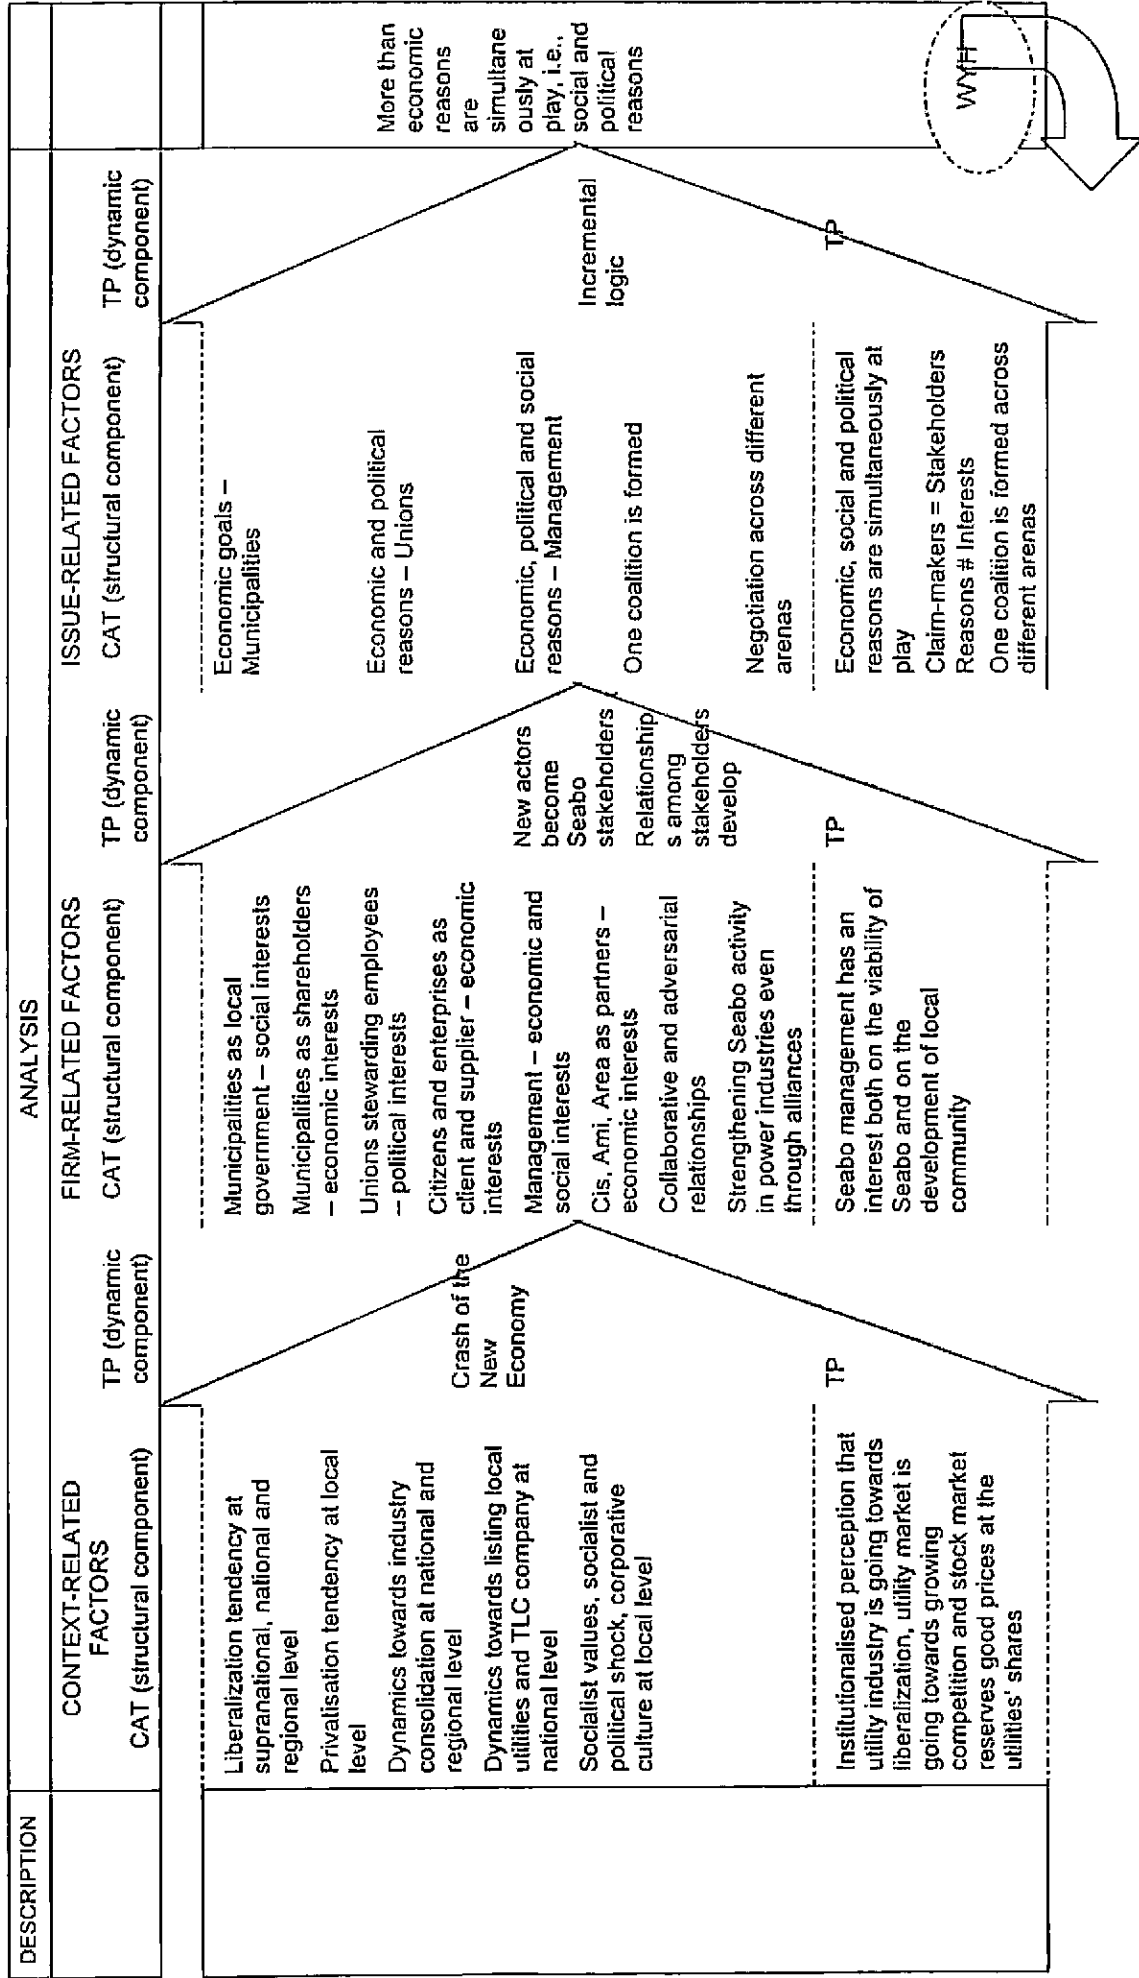 DESCRIPTION
ANALYSIS
CONTEXT-RELATED
FACTORS
CAT (structural component)
TP (dynamic
component)
FIRM-RELATED FACTORS
CAT (structural component)
TP (dynamic
component)
ISSUE-RELATED FACTORS
CAT (structural component)
TP (dynamic
component)
Liberalization tendency at
supranational, national and
regional level
Privatisation tendency at local
level
Dynamics towards industry
consolidation at national and
regional level
Dynamics towards listing local
utilities and TLC company at
national level
Socialist values, socialist and
political shock, corporative
culture at local level
Institutionalised perception that
utility industry is going towards
liberalization, utility market is
going towards growing
competition and stock market
reserves good prices at the
utilities' shares
Crash of the
New
Economy
TP
Municipalities as local
government – social interests
Municipalities as shareholders
– economic interests
Unions stewarding employees
– political interests
Citizens and enterprises as
client and supplier – economic
interests
Management – economic and
social interests
Cis, Ami, Area as partners –
economic interests
Collaborative and adversarial
relationships
Strengthening Seabo activity
in power industries even
through alliances
Seabo management has an
interest both on the viability of
Seabo and on the
development of local
community
New actors
become
Seabo
stakeholders
Relationship
s among
stakeholders
develop
TP
Economic goals –
Municipalities
Economic and political
reasons – Unions
Economic, political and social
reasons – Management
One coalition is formed
Negotiation across different
arenas
Economic, social and political
reasons are simultaneously at
play
Claim-makers = Stakeholders
Reasons # Interests
One coalition is formed across
different arenas
Incremental
logic
TP
More than
economic
reasons
are
simultane
ously at
play, i.e.,
social and
political
reasons
WYH